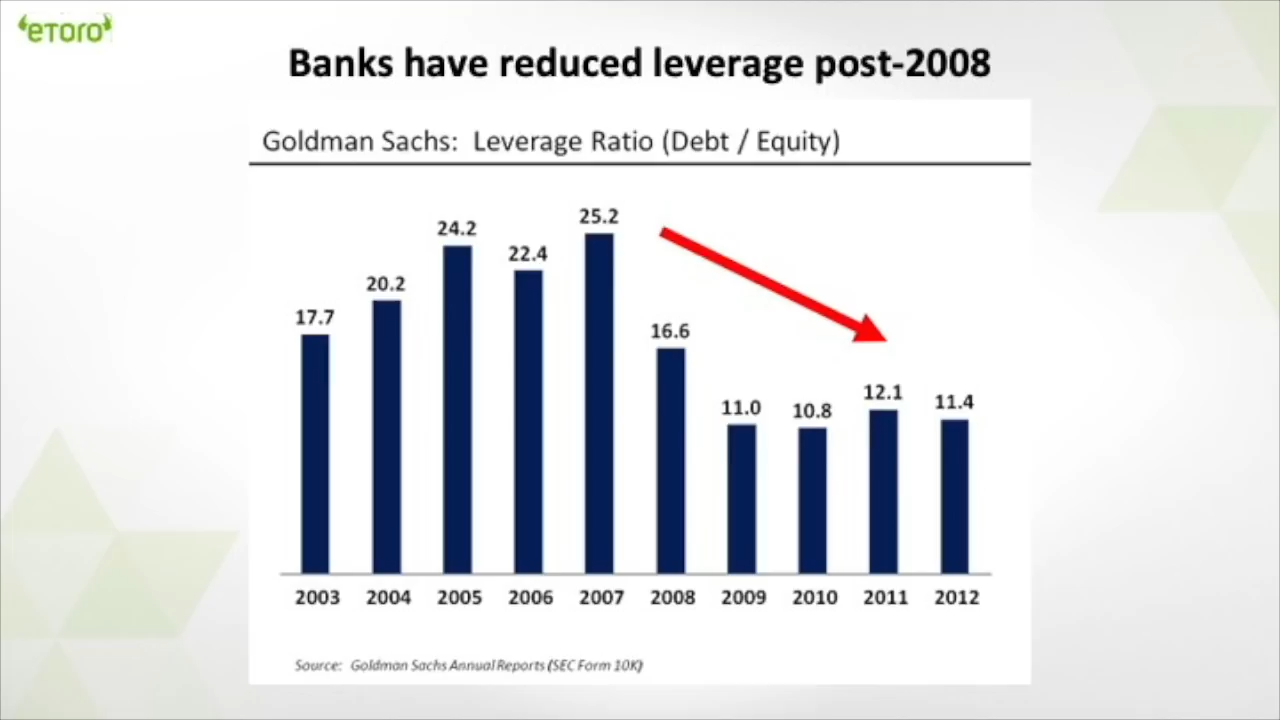 eToro
Banks have reduced leverage post-2008
Goldman Sachs: Leverage Ratio (Debt / Equity)
17.7
20.2
24.2
22.4
25.2
16.6
11.0
10.8
12.1
11.4
2003 2004 2005 2006 2007 2008 2009 2010 2011 2012
Source: Goldman Sachs Annual Reports (SEC Form 10K)